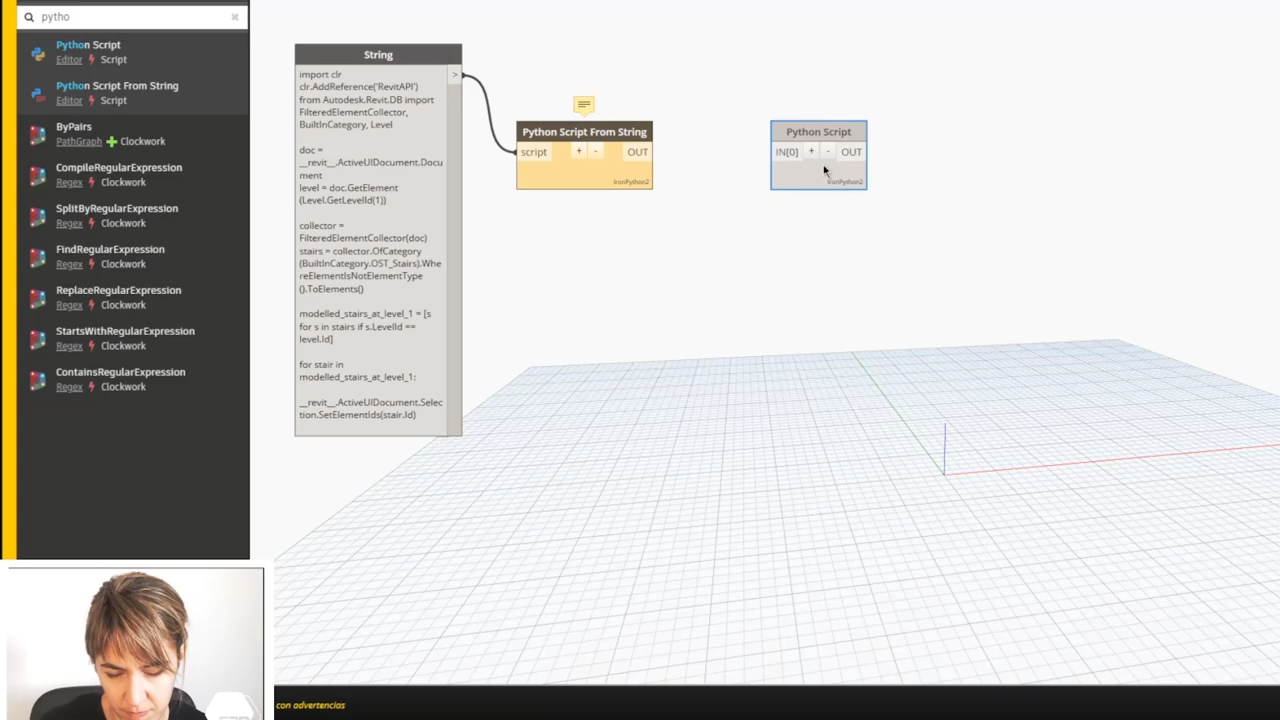 pytho
Python Script
Editor Script
Python Script From String
Editor Script
ByPairs
PathGraph Clockwork
CompileRegularExpression
Regex Clockwork
SplitByRegularExpression
Regex Clockwork
FindRegularExpression
Regex Clockwork
ReplaceRegularExpression
Regex Clockwork
StartsWithRegularExpression
Regex Clockwork
ContainsRegularExpression
Regex Clockwork
String
>
import clr
clr.AddReference('RevitAPI')
from Autodesk.Revit.DB import
FilteredElementCollector,
BuiltInCategory, Level
doc =
__revit__.ActiveUIDocument.Docu
ment
level = doc.GetElement
(Level.GetLevelId(1))
collector =
FilteredElementCollector(doc)
stairs = collector.OfCategory
(BuiltInCategory.OST_Stairs).Whe
reElementIsNotElementType
().ToElements()
modelled_stairs_at_level_1 = [s
for s in stairs if s.LevelId ==
level.Id]
for stair in
modelled_stairs_at_level_1:
__revit__.ActiveUIDocument.Selec
tion.SetElementIds(stair.Id)
Python Script From String
script + - OUT
IronPython2
Python Script
IN[0] + - OUT
IronPython2
con advertencias